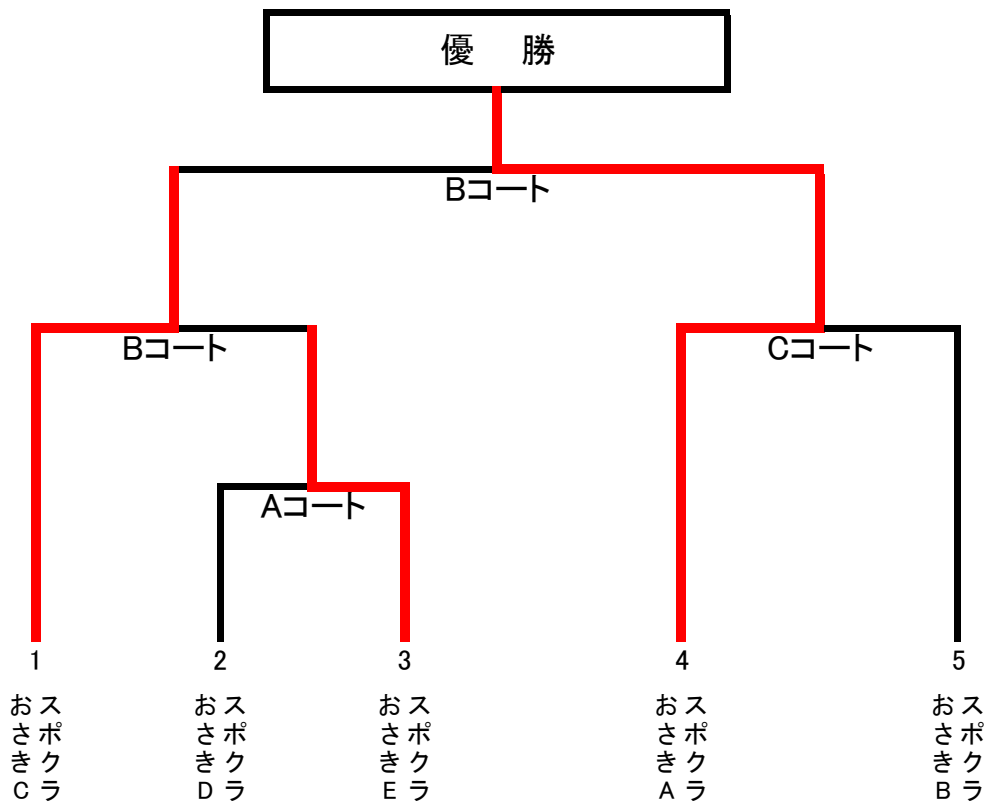 優 勝
Bコート
Bコート
Cコート
Aコート
1
2
3
4
5
スポクラ
おさきC
スポクラ
おさきD
スポクラ
おさきE
スポクラ
おさきA
スポクラ
おさきB